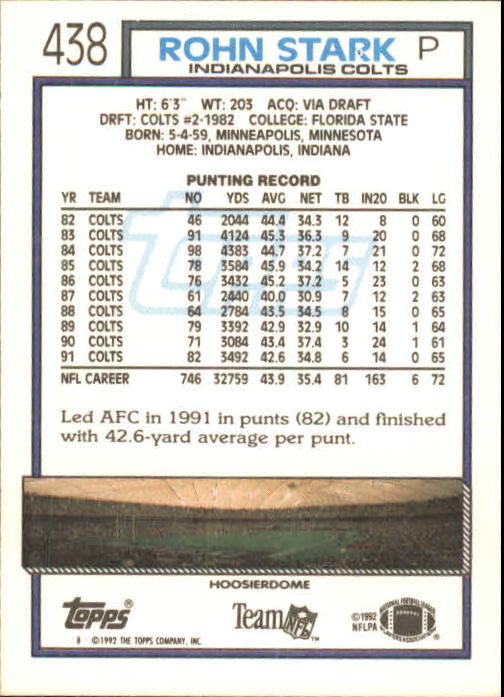 438 ROHN STARK P
INDIANAPOLIS COLTS
HT: 6'3" WT: 203 ACQ: VIA DRAFT
DRFT: COLTS #2-1982 COLLEGE: FLORIDA STATE
BORN: 5-4-59, MINNEAPOLIS, MINNESOTA
HOME: INDIANAPOLIS, INDIANA
PUNTING RECORD
YR TEAM NO YDS AVG NET TB IN20 BLK LG
82 COLTS 46 2044 44.4 34.3 12 8 0 60
83 COLTS 91 4124 45.3 36.3 9 20 0 68
84 COLTS 98 4383 44.7 37.2 7 21 0 72
85 COLTS 78 3584 45.9 34.2 14 12 2 68
86 COLTS 76 3432 45.2 37.2 5 23 0 63
87 COLTS 61 2440 40.0 30.9 7 12 2 63
88 COLTS 64 2784 43.5 34.5 8 15 0 65
89 COLTS 79 3392 42.9 32.9 10 14 1 64
90 COLTS 71 3084 43.4 37.4 3 24 1 61
91 COLTS 82 3492 42.6 34.8 6 14 0 65
NFL CAREER 746 32759 43.9 35.4 81 163 6 72
Led AFC in 1991 in punts (82) and finished
with 42.6-yard average per punt.
HOOSIERDOME
TOPPS® Team NFL™ ©1992
NFLPA
8 ©1992 THE TOPPS COMPANY, INC.